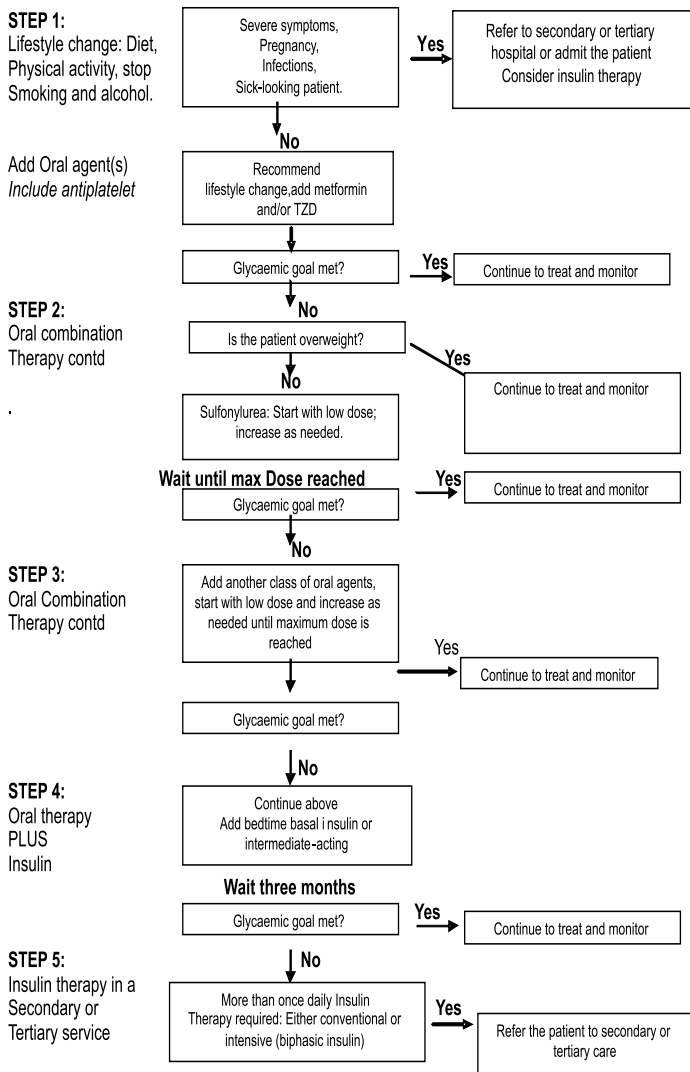 STEP 1:
Lifestyle change: Diet,
Physical activity, stop
Smoking and alcohol.
Severe symptoms,
Pregnancy,
Infections,
Sick-looking patient.
Yes
Refer to secondary or tertiary
hospital or admit the patient
Consider insulin therapy
No
Add Oral agent(s)
Include antiplatelet
Recommend
lifestyle change,add metformin
and/or TZD
Glycaemic goal met?
Yes
Continue to treat and monitor
No
STEP 2:
Oral combination
Therapy contd
.
Is the patient overweight?
Yes
Continue to treat and monitor
No
Sulfonylurea: Start with low dose;
increase as needed.
Wait until max Dose reached
Glycaemic goal met?
Yes
Continue to treat and monitor
No
STEP 3:
Oral Combination
Therapy contd
Add another class of oral agents,
start with low dose and increase as
needed until maximum dose is
reached
Yes
Continue to treat and monitor
Glycaemic goal met?
No
STEP 4:
Oral therapy
PLUS
Insulin
Continue above
Add bedtime basal insulin or
intermediate-acting
Wait three months
Glycaemic goal met?
Yes
Continue to treat and monitor
No
STEP 5:
Insulin therapy in a
Secondary or
Tertiary service
More than once daily Insulin
Therapy required: Either conventional or
intensive (biphasic insulin)
Yes
Refer the patient to secondary or
tertiary care